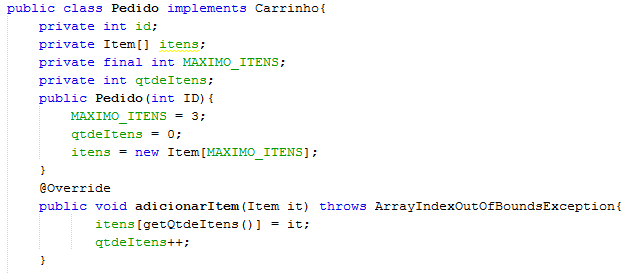 public class Pedido implements Carrinho{
    private int id;
    private Item[] itens;
    private final int MAXIMO_ITENS;
    private int qtdeItens;
    public Pedido(int ID){
        MAXIMO_ITENS = 3;
        qtdeItens = 0;
        itens = new Item[MAXIMO_ITENS];
    }
    @Override
    public void adicionarItem(Item it) throws ArrayIndexOutOfBoundsException{
           itens[getQtdeItens()] = it;
           qtdeItens++;
    }